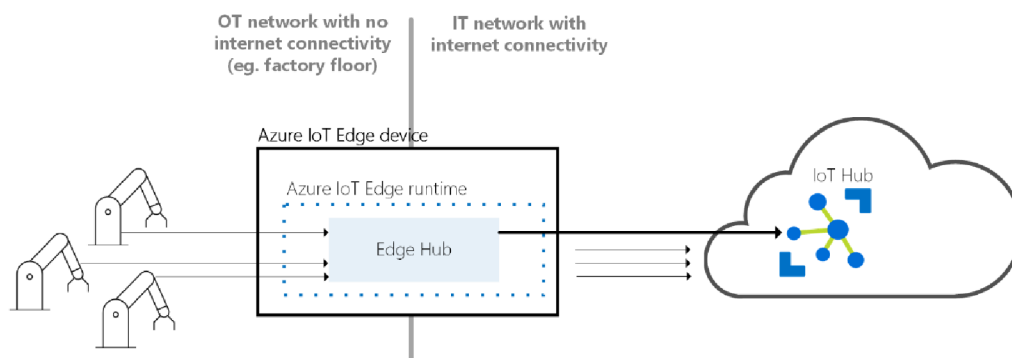 OT network with no
internet connectivity
(eg. factory floor)
IT network with
internet connectivity
Azure IoT Edge device
Azure IoT Edge runtime
Edge Hub
IoT Hub